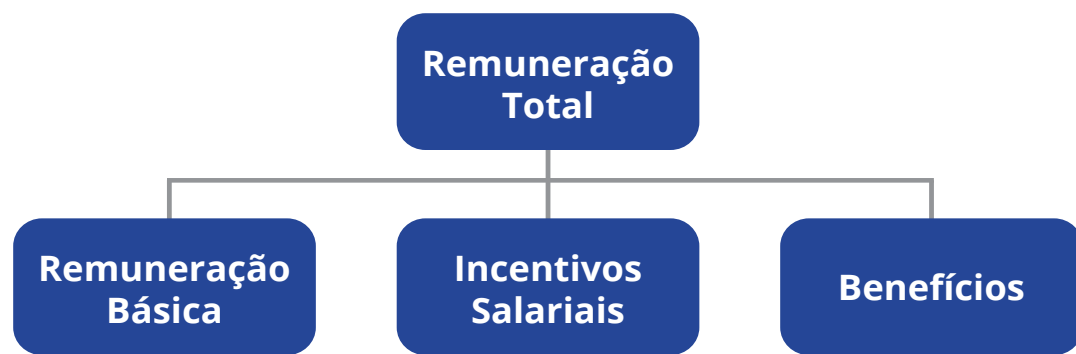 Remuneração
Total
Remuneração
Básica
Incentivos
Salariais
Benefícios